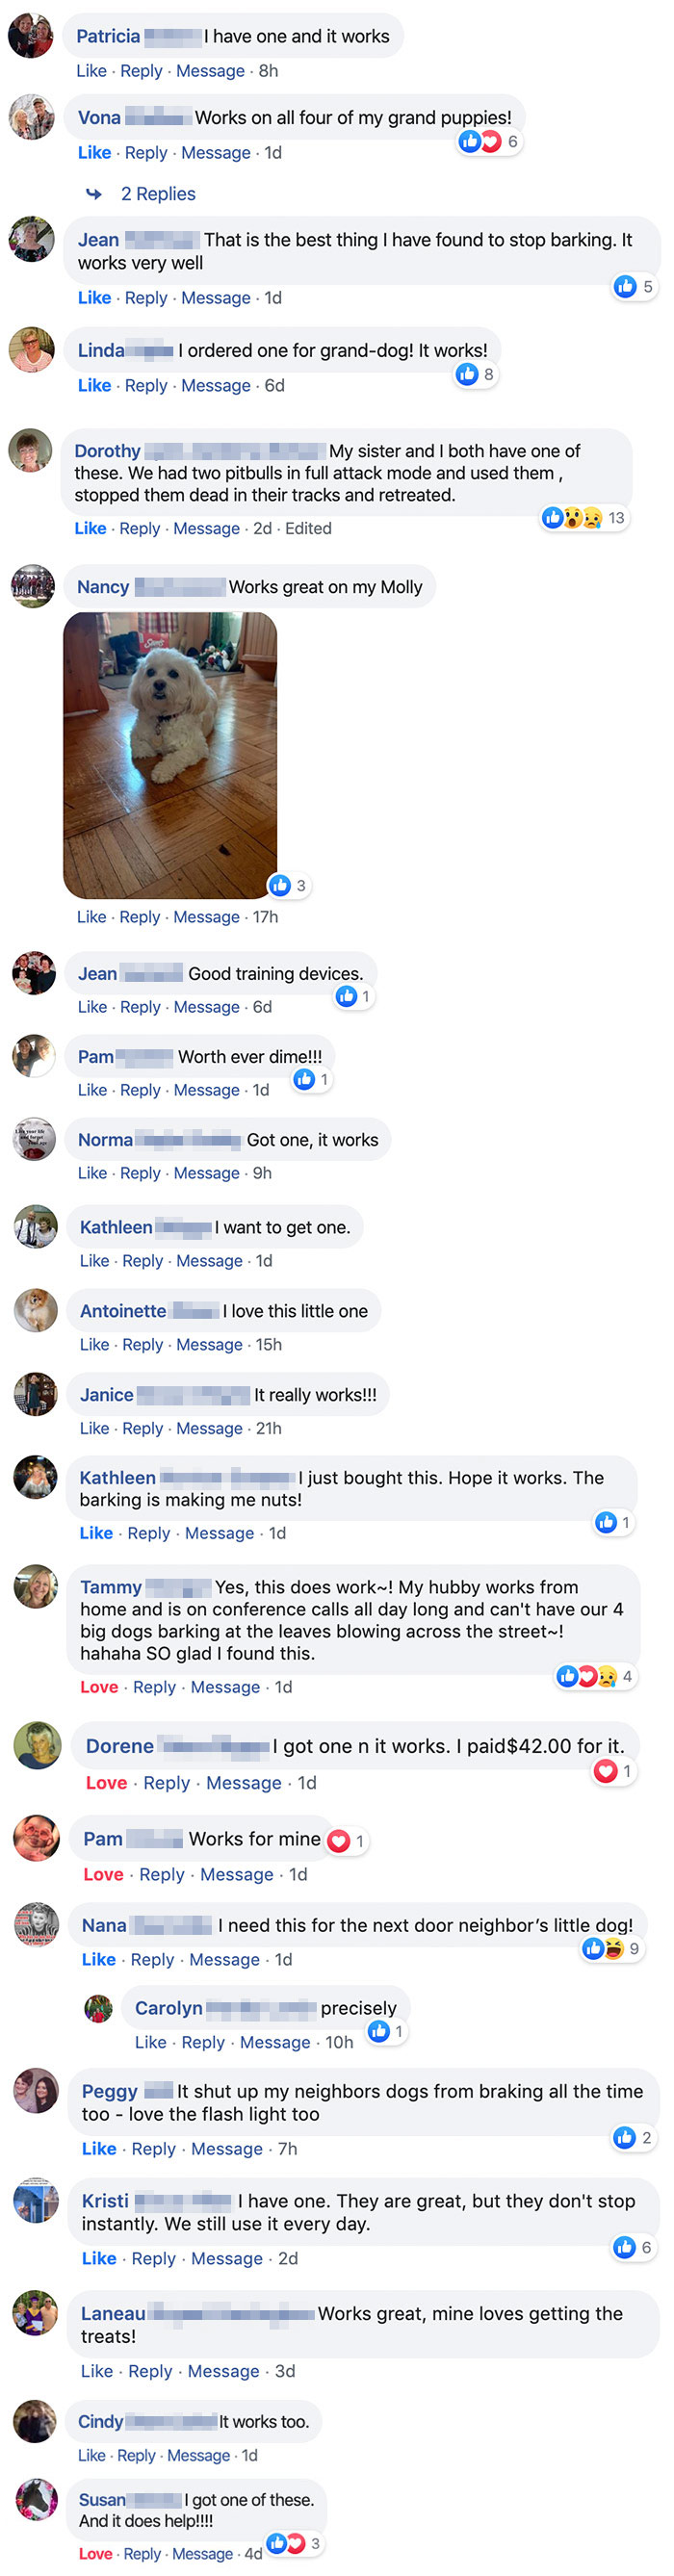 Patricia I have one and it works
Like · Reply · Message · 8h
Vona Works on all four of my grand puppies!
6
Like · Reply · Message · 1d
2 Replies
Jean That is the best thing I have found to stop barking. It
works very well
5
Like · Reply · Message · 1d
Linda I ordered one for grand-dog! It works!
8
Like · Reply · Message · 6d
Dorothy My sister and I both have one of
these. We had two pitbulls in full attack mode and used them ,
stopped them dead in their tracks and retreated.
13
Like · Reply · Message · 2d · Edited
Nancy Works great on my Molly
3
Like · Reply · Message · 17h
Jean Good training devices.
1
Like · Reply · Message · 6d
Pam Worth ever dime!!!
1
Like · Reply · Message · 1d
Norma Got one, it works
Like · Reply · Message · 9h
Kathleen I want to get one.
Like · Reply · Message · 1d
Antoinette I love this little one
Like · Reply · Message · 15h
Janice It really works!!!
Like · Reply · Message · 21h
Kathleen I just bought this. Hope it works. The
barking is making me nuts!
1
Like · Reply · Message · 1d
Tammy Yes, this does work~! My hubby works from
home and is on conference calls all day long and can't have our 4
big dogs barking at the leaves blowing across the street~!
hahaha SO glad I found this.
4
Love · Reply · Message · 1d
Dorene I got one n it works. I paid$42.00 for it.
1
Love · Reply · Message · 1d
Pam Works for mine
1
Love · Reply · Message · 1d
Nana I need this for the next door neighbor's little dog!
9
Like · Reply · Message · 1d
Carolyn precisely
1
Like · Reply · Message · 10h
Peggy It shut up my neighbors dogs from braking all the time
too - love the flash light too
2
Like · Reply · Message · 7h
Kristi I have one. They are great, but they don't stop
instantly. We still use it every day.
6
Like · Reply · Message · 2d
Laneau Works great, mine loves getting the
treats!
Like · Reply · Message · 3d
Cindy It works too.
Like · Reply · Message · 1d
Susan I got one of these.
And it does help!!!!
3
Love · Reply · Message · 4d